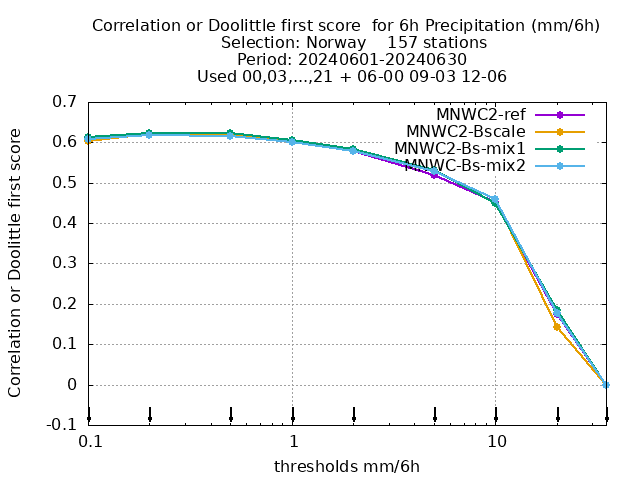 Correlation or Doolittle first score  for 6h Precipitation (mm/6h)
Selection: Norway    157 stations
Period: 20240601-20240630
Used 00,03,...,21 + 06-00 09-03 12-06
Correlation or Doolittle first score
0.7
0.6
0.5
0.4
0.3
0.2
0.1
0
-0.1
MNWC2-ref
MNWC2-Bscale
MNWC2-Bs-mix1
MNWC-Bs-mix2
0.1
1
10
thresholds mm/6h